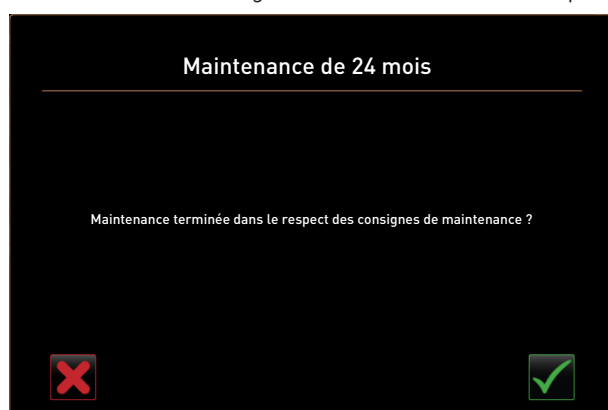 Maintenance de 24 mois
Maintenance terminée dans le respect des consignes de maintenance ?